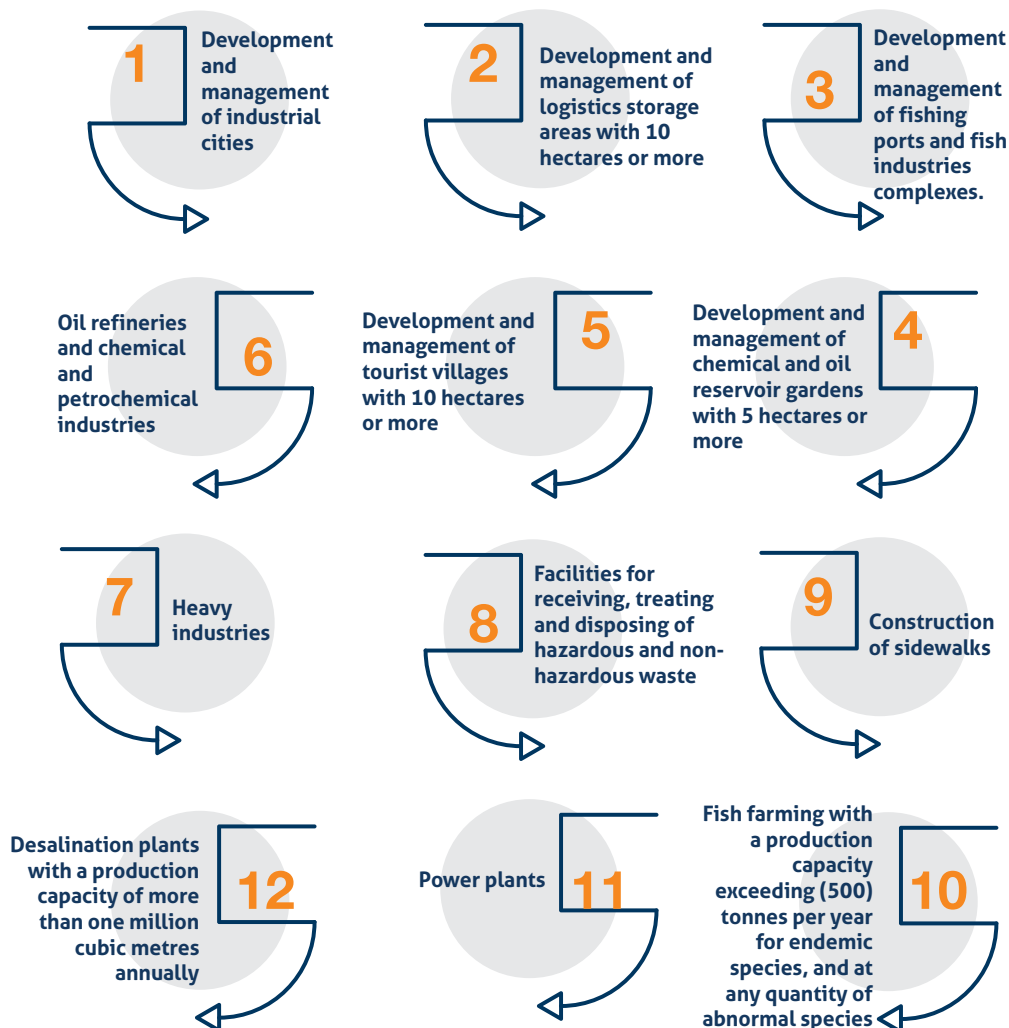 1
Development
and
management
of industrial
cities
2
Development and
management of
logistics storage
areas with 10
hectares or more
3
Development
and
management
of fishing
ports and fish
industries
complexes.
4
Development and
management of
chemical and oil
reservoir gardens
with 5 hectares or
more
5
Development and
management of
tourist villages
with 10 hectares
or more
6
Oil refineries
and chemical
and
petrochemical
industries
7
Heavy
industries
8
Facilities for
receiving, treating
and disposing of
hazardous and non-
hazardous waste
9
Construction
of sidewalks
10
Fish farming with
a production
capacity
exceeding (500)
tonnes per year
for endemic
species, and at
any quantity of
abnormal species
11
Power plants
12
Desalination plants
with a production
capacity of more
than one million
cubic metres
annually